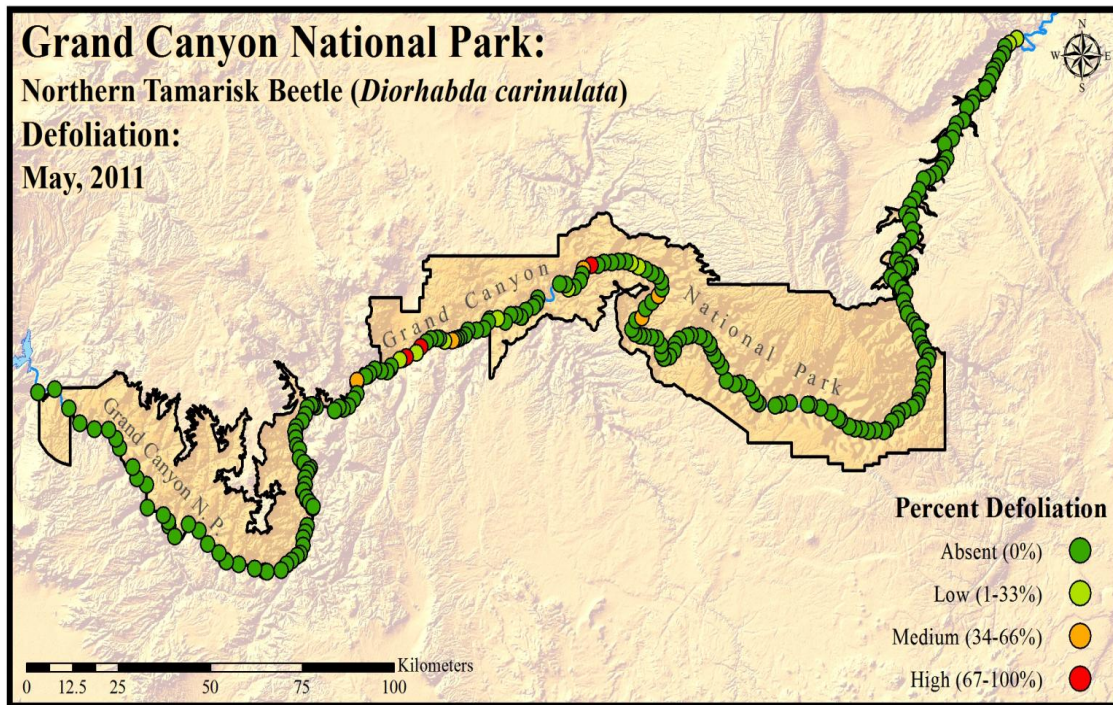 Grand Canyon National Park:
Northern Tamarisk Beetle (Diorhabda carinulata)
Defoliation:
May, 2011
N
W E
S
Grand Canyon
National Park
Grand Canyon N P
Percent Defoliation
Absent (0%)
Low (1-33%)
Medium (34-66%)
High (67-100%)
Kilometers
0 12.5 25 50 75 100